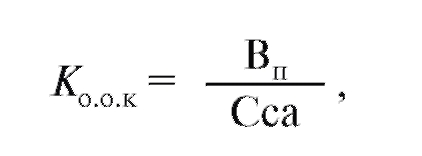 Kо.о.к = Вп / Сса ,